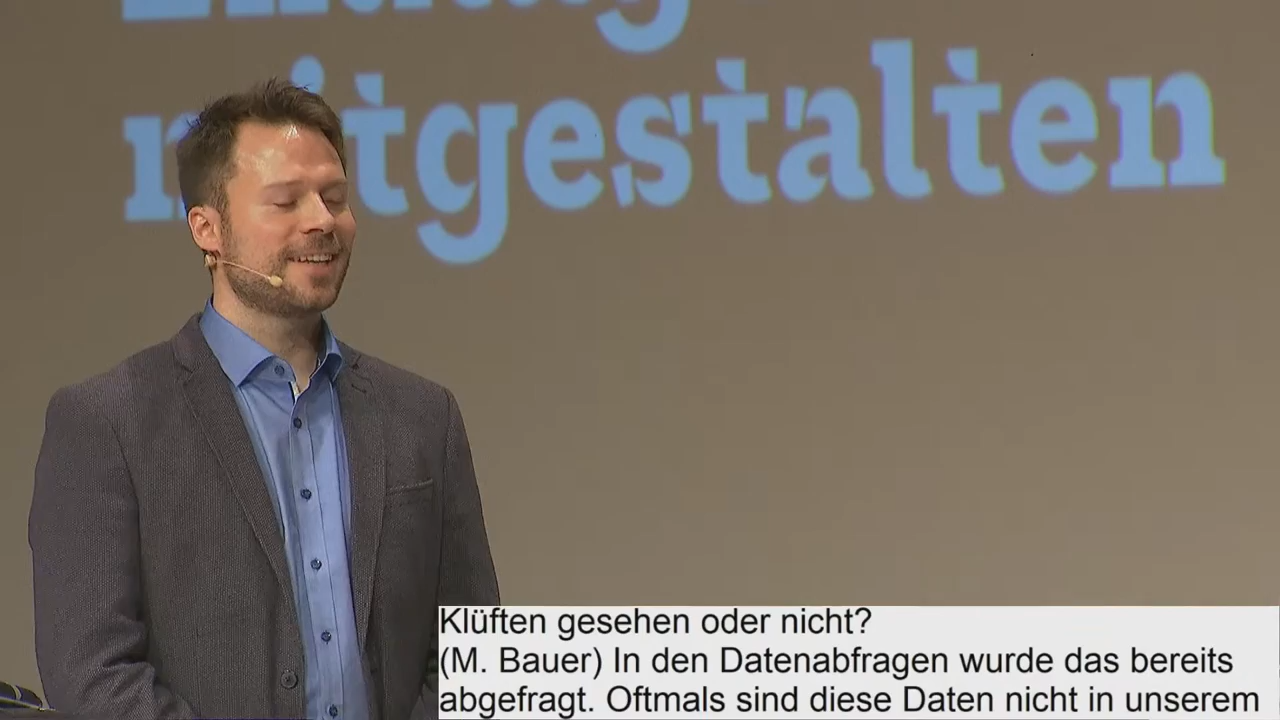 mitgestalten
Klüften gesehen oder nicht?
(M. Bauer) In den Datenabfragen wurde das bereits
abgefragt. Oftmals sind diese Daten nicht in unserem